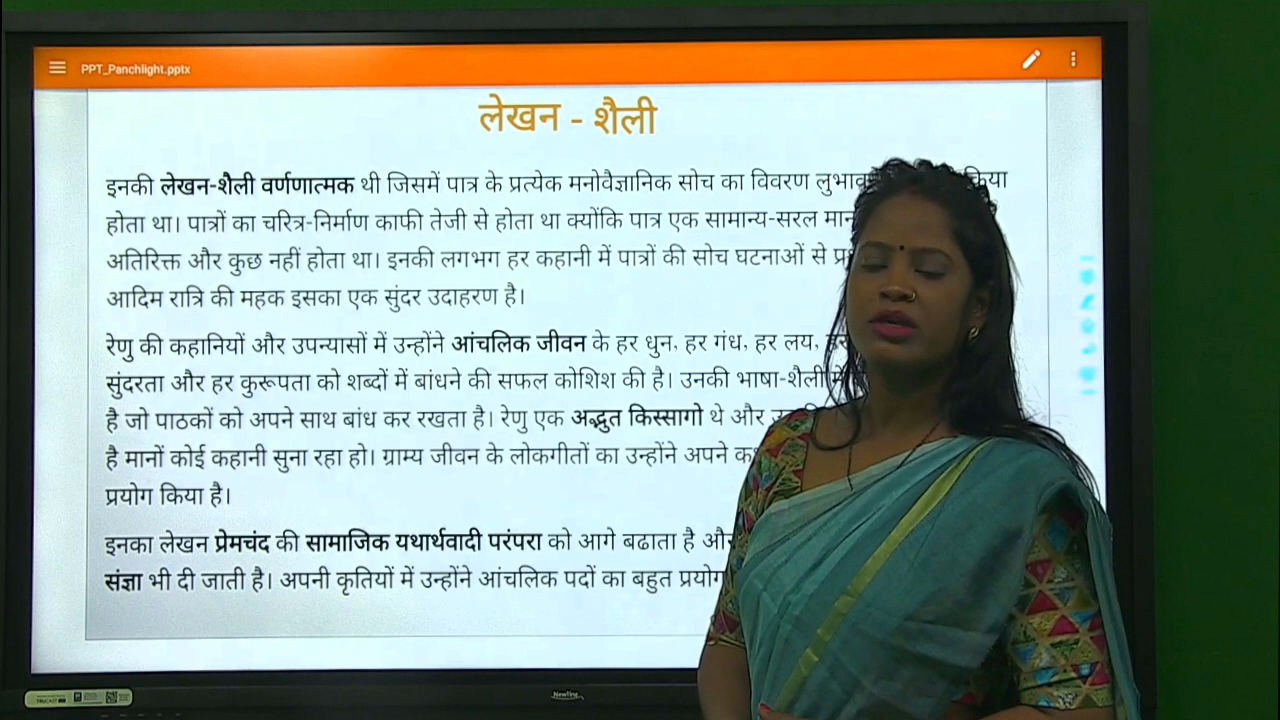 PPT_Panchlight.pptx
लेखन - शैली
इनकी लेखन-शैली वर्णणात्मक थी जिसमें पात्र के प्रत्येक मनोवैज्ञानिक सोच का विवरण किया
होता था। पात्रों का चरित्र-निर्माण काफी तेजी से होता था क्योंकि पात्र एक सामान्य-सरल
अतिरिक्त और कुछ नहीं होता था। इनकी लगभग हर कहानी में पात्रों की सोच घटनाओं से
आदिम रात्रि की महक इसका एक सुंदर उदाहरण है।
रेणु की कहानियों और उपन्यासों में उन्होंने आंचलिक जीवन के हर धुन, हर गंध, हर लय,
सुंदरता और हर कुरूपता को शब्दों में बांधने की सफल कोशिश की है। उनकी भाषा-शैली में
है जो पाठकों को अपने साथ बांध कर रखता है। रेणु एक अद्भुत किस्सागो थे और
है मानों कोई कहानी सुना रहा हो। ग्राम्य जीवन के लोकगीतों का उन्होंने अपने
प्रयोग किया है।
इनका लेखन प्रेमचंद की सामाजिक यथार्थवादी परंपरा को आगे बढाता है और
संज्ञा भी दी जाती है। अपनी कृतियों में उन्होंने आंचलिक पदों का बहुत प्रयोग
Newline